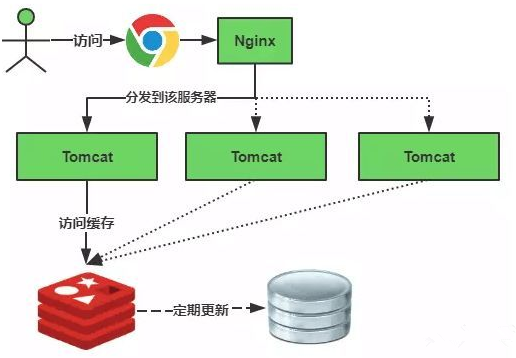 访问
Nginx
分发到该服务器
Tomcat
Tomcat
Tomcat
访问缓存
定期更新